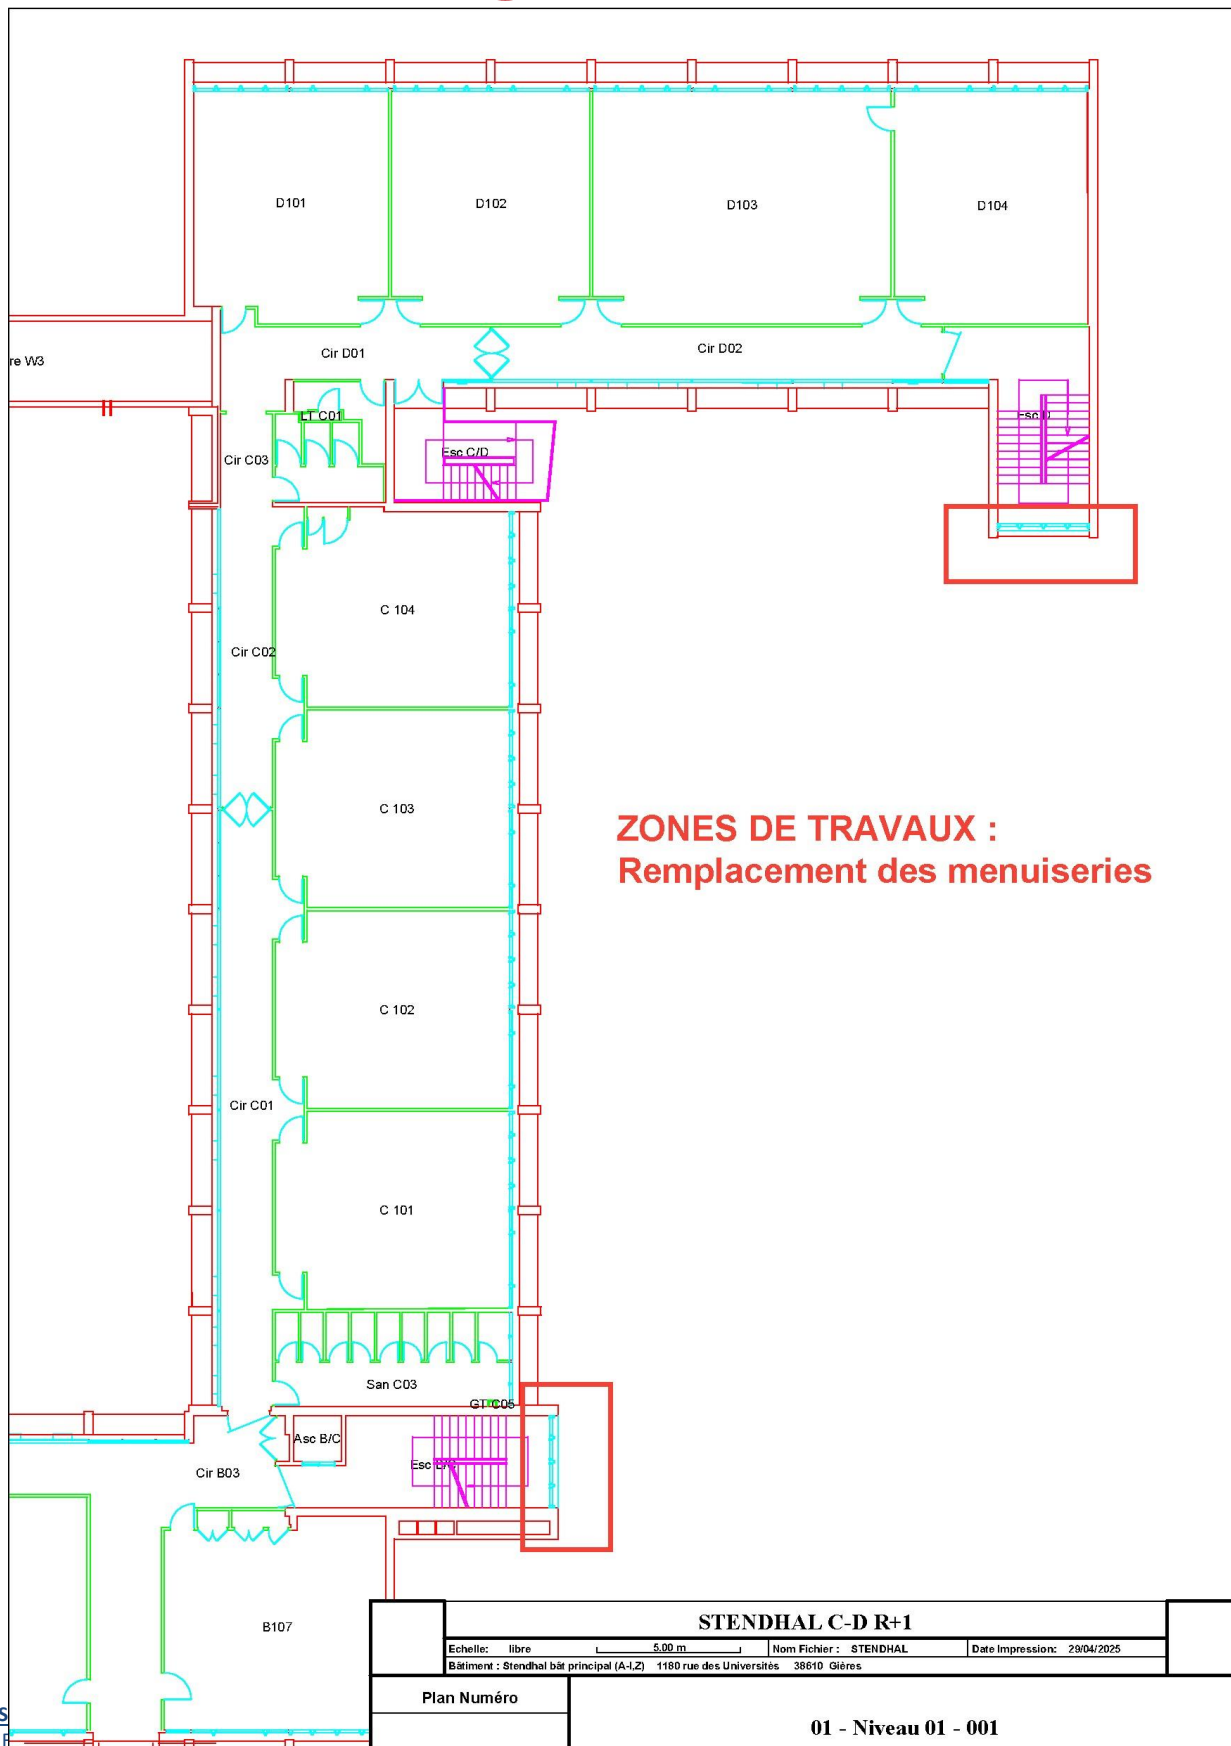 D101
D102
D103
D104
re W3
Cir D01
Cir D02
LT C01
Cir C03
Esc C/D
Esc D
C 104
Cir C02
C 103
ZONES DE TRAVAUX :
Remplacement des menuiseries
C 102
Cir C01
C 101
San C03
GT C05
Asc B/C
Esc B/C
Cir B03
B107
STENDHAL C-D R+1
Echelle: libre 5.00 m Nom Fichier : STENDHAL Date Impression: 29/04/2025
Bâtiment : Stendhal bât principal (A-I,Z) 1180 rue des Universités 38610 Gières
Plan Numéro
01 - Niveau 01 - 001